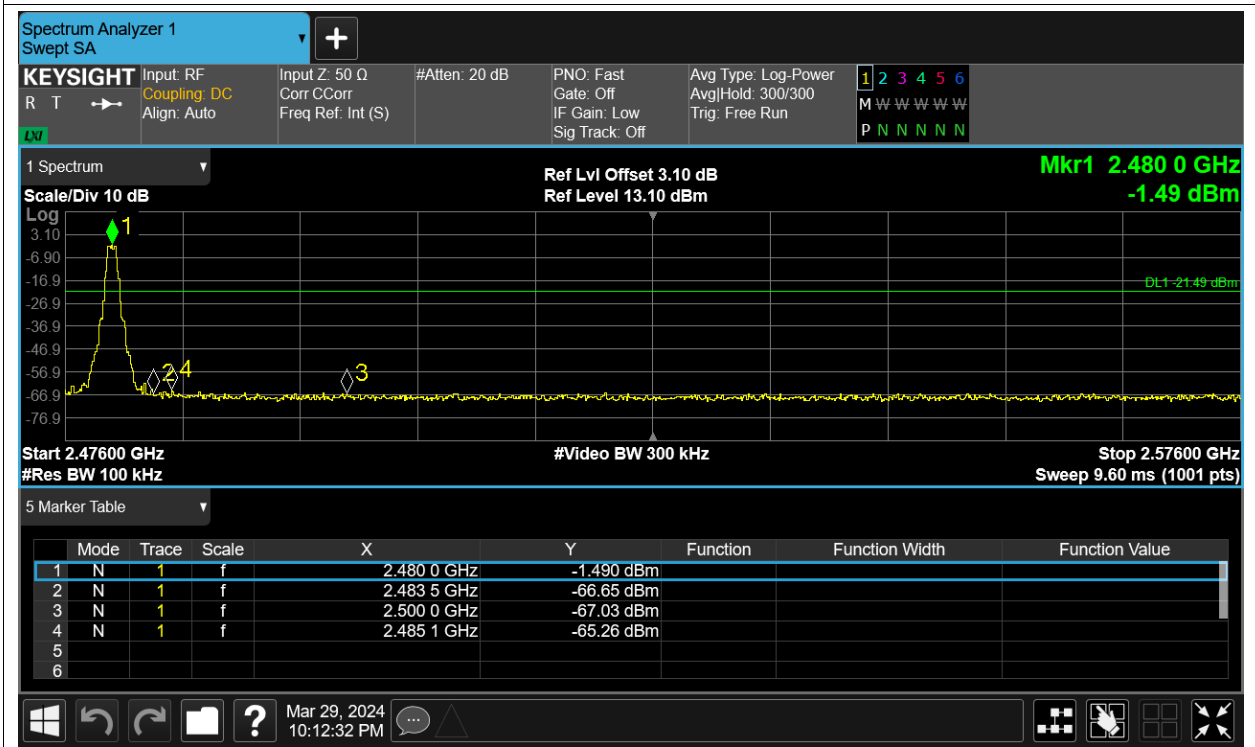 Spectrum Analyzer 1
Swept SA
KEYSIGHT
R T
LXI
Input: RF
Coupling: DC
Align: Auto
Input Z: 50 Ω
Corr CCorr
Freq Ref: Int (S)
#Atten: 20 dB
PNO: Fast
Gate: Off
IF Gain: Low
Sig Track: Off
Avg Type: Log-Power
Avg|Hold: 300/300
Trig: Free Run
1 2 3 4 5 6
M W W W W W W
P N N N N N N
1 Spectrum
Scale/Div 10 dB
Ref Lvl Offset 3.10 dB
Ref Level 13.10 dBm
Mkr1 2.480 0 GHz
-1.49 dBm
Log
3.10
-6.90
-16.9
-26.9
-36.9
-46.9
-56.9
-66.9
-76.9
1
2 4
3
DL1 -21.49 dBm
Start 2.47600 GHz
#Video BW 300 kHz
Stop 2.57600 GHz
#Res BW 100 kHz
Sweep 9.60 ms (1001 pts)
5 Marker Table
Mode Trace Scale X Y Function Function Width Function Value
1 N 1 f 2.480 0 GHz -1.490 dBm
2 N 1 f 2.483 5 GHz -66.65 dBm
3 N 1 f 2.500 0 GHz -67.03 dBm
4 N 1 f 2.485 1 GHz -65.26 dBm
5
6
?
Mar 29, 2024
10:12:32 PM